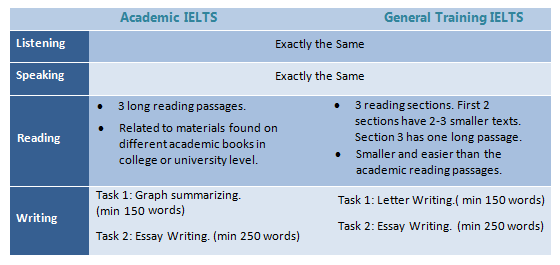 Academic IELTS General Training IELTS
Listening Exactly the Same
Speaking Exactly the Same
Reading
• 3 long reading passages.
• Related to materials found on
different academic books in
college or university level.
• 3 reading sections. First 2
sections have 2-3 smaller texts.
Section 3 has one long passage.
• Smaller and easier than the
academic reading passages.
Writing
Task 1: Graph summarizing.
(min 150 words)
Task 2: Essay Writing. (min 250 words)
Task 1: Letter Writing.( min 150 words)
Task 2: Essay Writing. (min 250 words)